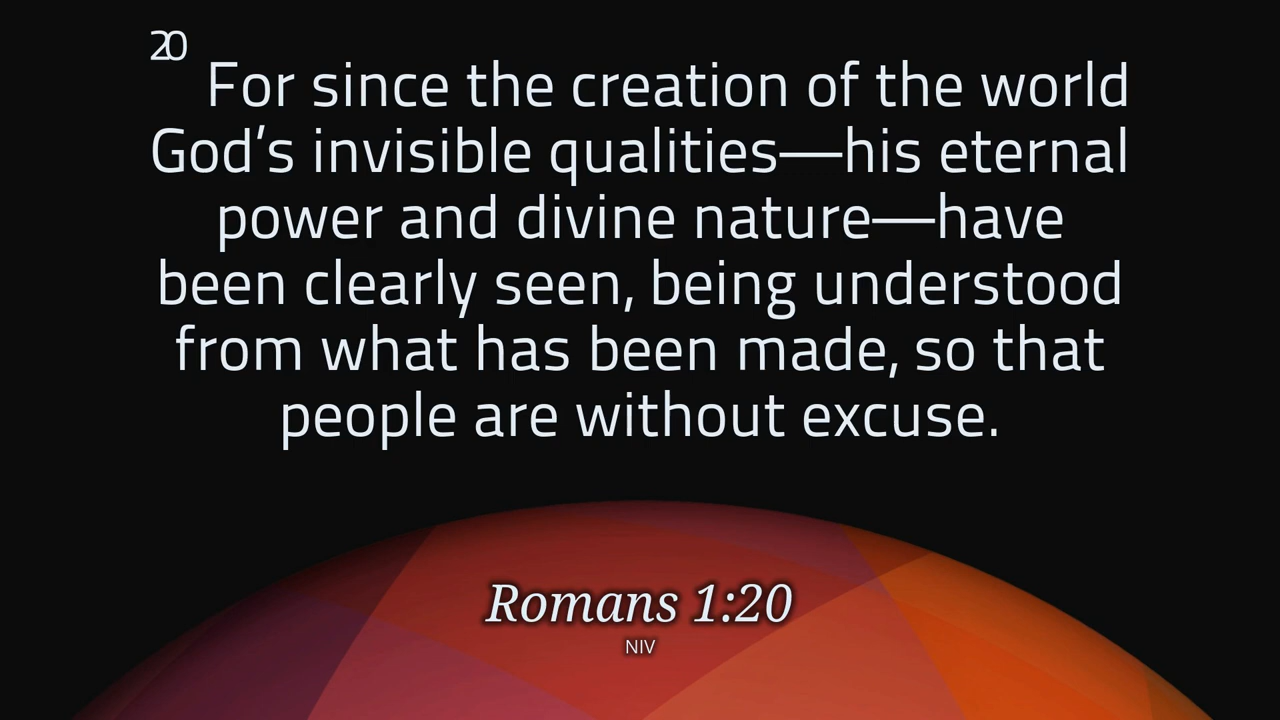 20 For since the creation of the world
God’s invisible qualities—his eternal
power and divine nature—have
been clearly seen, being understood
from what has been made, so that
people are without excuse.
Romans 1:20
NIV